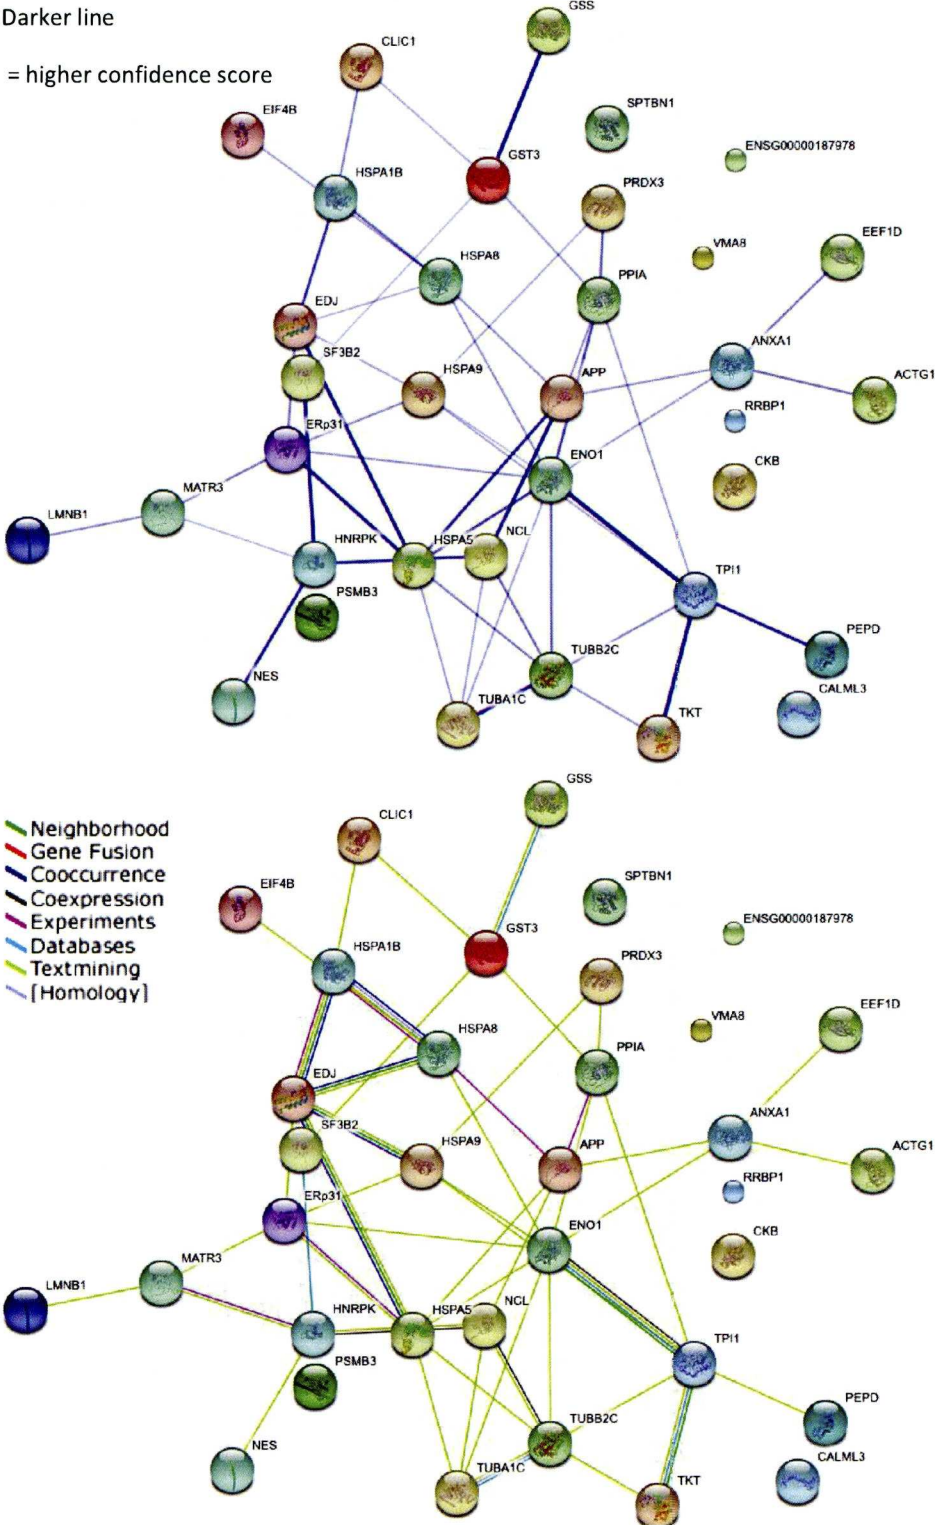 Darker line
= higher confidence score
GSS
CLIC1
EIF4B
SPTBN1
ENSG00000187978
GST3
HSPA1B
PRDX3
EEF1D
VMA8
HSPA8
PPIA
EDJ
ANXA1
SF3B2
HSPA9
APP
ACTG1
RRBP1
ERp31
ENO1
CKB
MATR3
LMNB1
HNRPK
HSPA5
NCL
TPI1
PSMB3
PEPD
TUBB2C
NES
TUBA1C
CALML3
TKT
GSS
CLIC1
Neighborhood
Gene Fusion
Cooccurrence
Coexpression
Experiments
Databases
Textmining
[Homology]
EIF4B
SPTBN1
ENSG00000187978
GST3
HSPA1B
PRDX3
EEF1D
VMA8
HSPA8
PPIA
EDJ
ANXA1
SF3B2
HSPA9
APP
ACTG1
RRBP1
ERp31
ENO1
CKB
MATR3
LMNB1
HNRPK
HSPA5
NCL
TPI1
PSMB3
PEPD
TUBB2C
NES
TUBA1C
CALML3
TKT